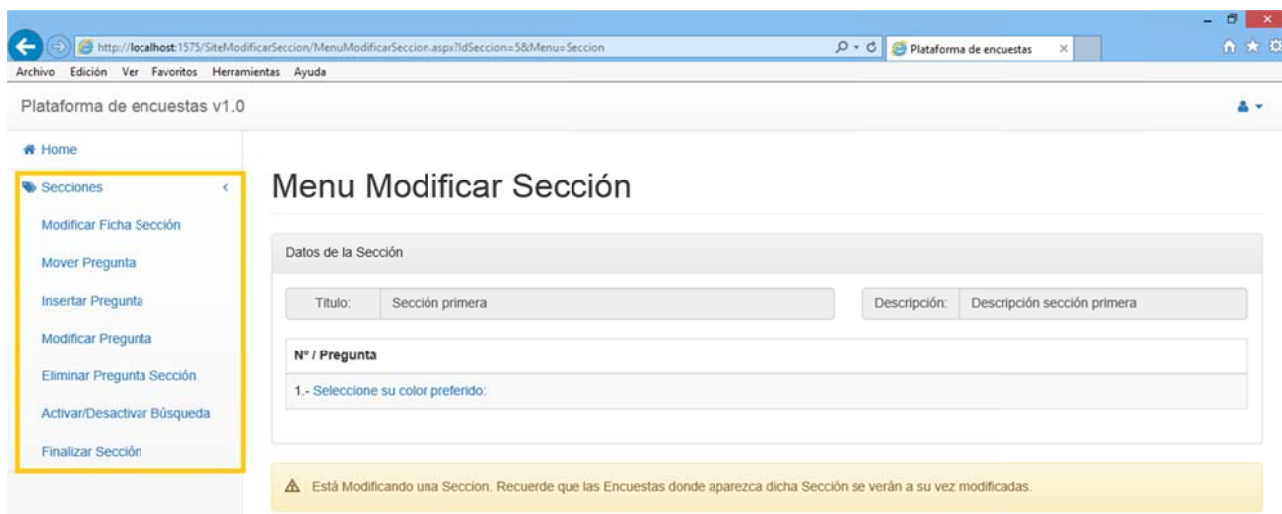 http://localhost:1575/SiteModificarSeccion/MenuModificarSeccion.aspx?IdSeccion=5&Menu=Seccion
Plataforma de encuestas
Archivo Edición Ver Favoritos Herramientas Ayuda
Plataforma de encuestas v1.0
Home
Secciones
Modificar Ficha Sección
Mover Pregunta
Insertar Pregunta
Modificar Pregunta
Eliminar Pregunta Sección
Activar/Desactivar Búsqueda
Finalizar Sección
Menu Modificar Sección
Datos de la Sección
Titulo: Sección primera Descripción: Descripción sección primera
Nº / Pregunta
1.- Seleccione su color preferido:
Está Modificando una Seccion. Recuerde que las Encuestas donde aparezca dicha Sección se verán a su vez modificadas.